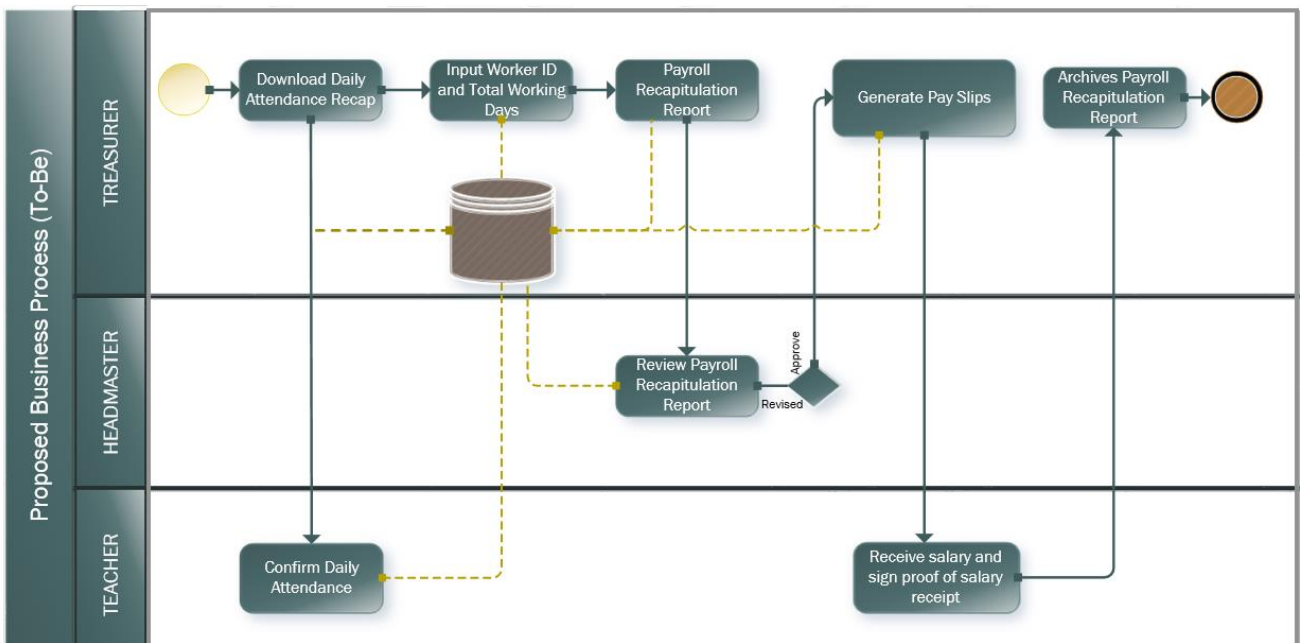 Proposed Business Process (To-Be)
TREASURER
Download Daily
Attendance Recap
Input Worker ID
and Total Working
Days
Payroll
Recapitulation
Report
Generate Pay Slips
Archives Payroll
Recapitulation
Report
HEADMASTER
Review Payroll
Recapitulation
Report
Approve
Revised
TEACHER
Confirm Daily
Attendance
Receive salary and
sign proof of salary
receipt